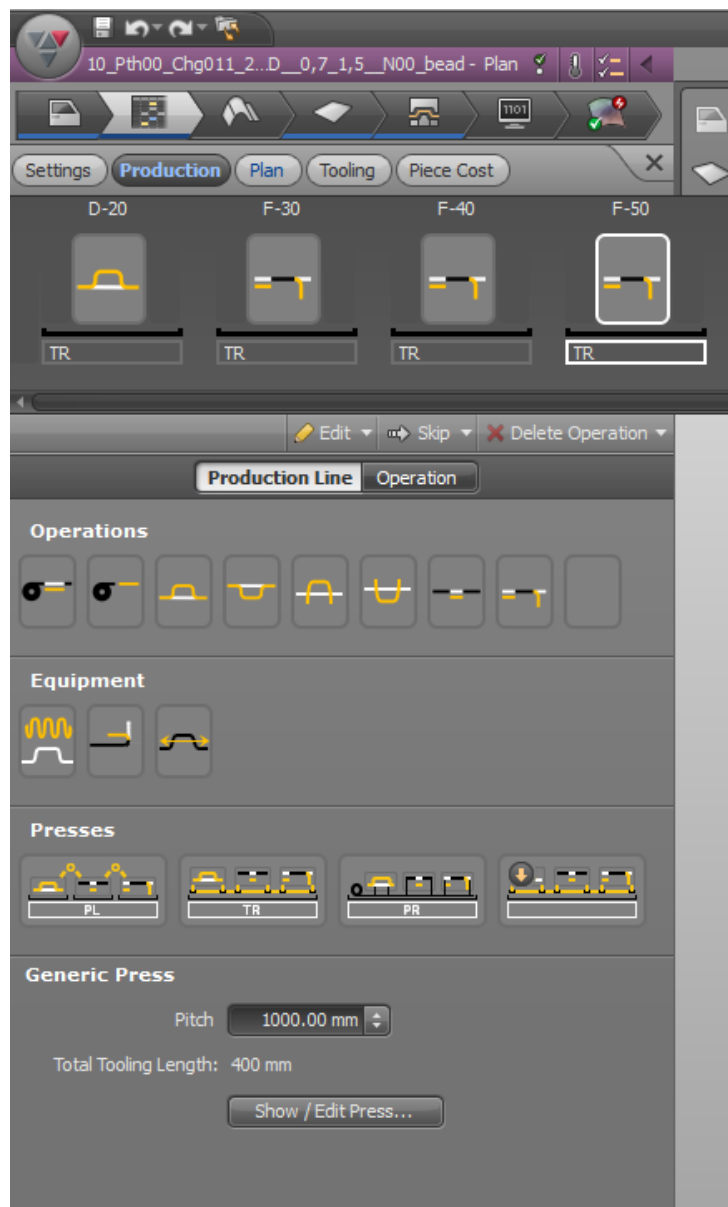 10_Pth00_Chg011_2...D__0,7_1,5__N00_bead - Plan
1101
Settings Production Plan Tooling Piece Cost
D-20 F-30 F-40 F-50
TR TR TR TR
Edit Skip Delete Operation
Production Line Operation
Operations
Equipment
Presses
PL TR PR
Generic Press
Pitch 1000.00 mm
Total Tooling Length: 400 mm
Show / Edit Press...